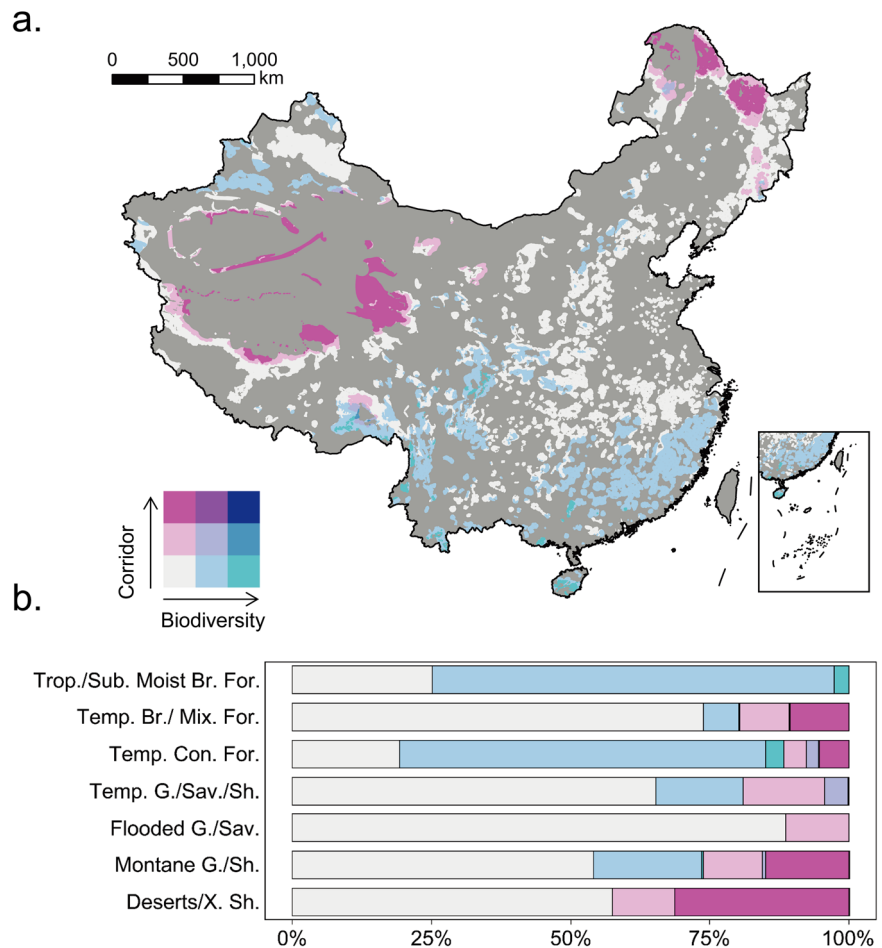 a.
0 500 1,000
km
Corridor
Biodiversity
b.
Trop./Sub. Moist Br. For.
Temp. Br./ Mix. For.
Temp. Con. For.
Temp. G./Sav./Sh.
Flooded G./Sav.
Montane G./Sh.
Deserts/X. Sh.
0% 25% 50% 75% 100%